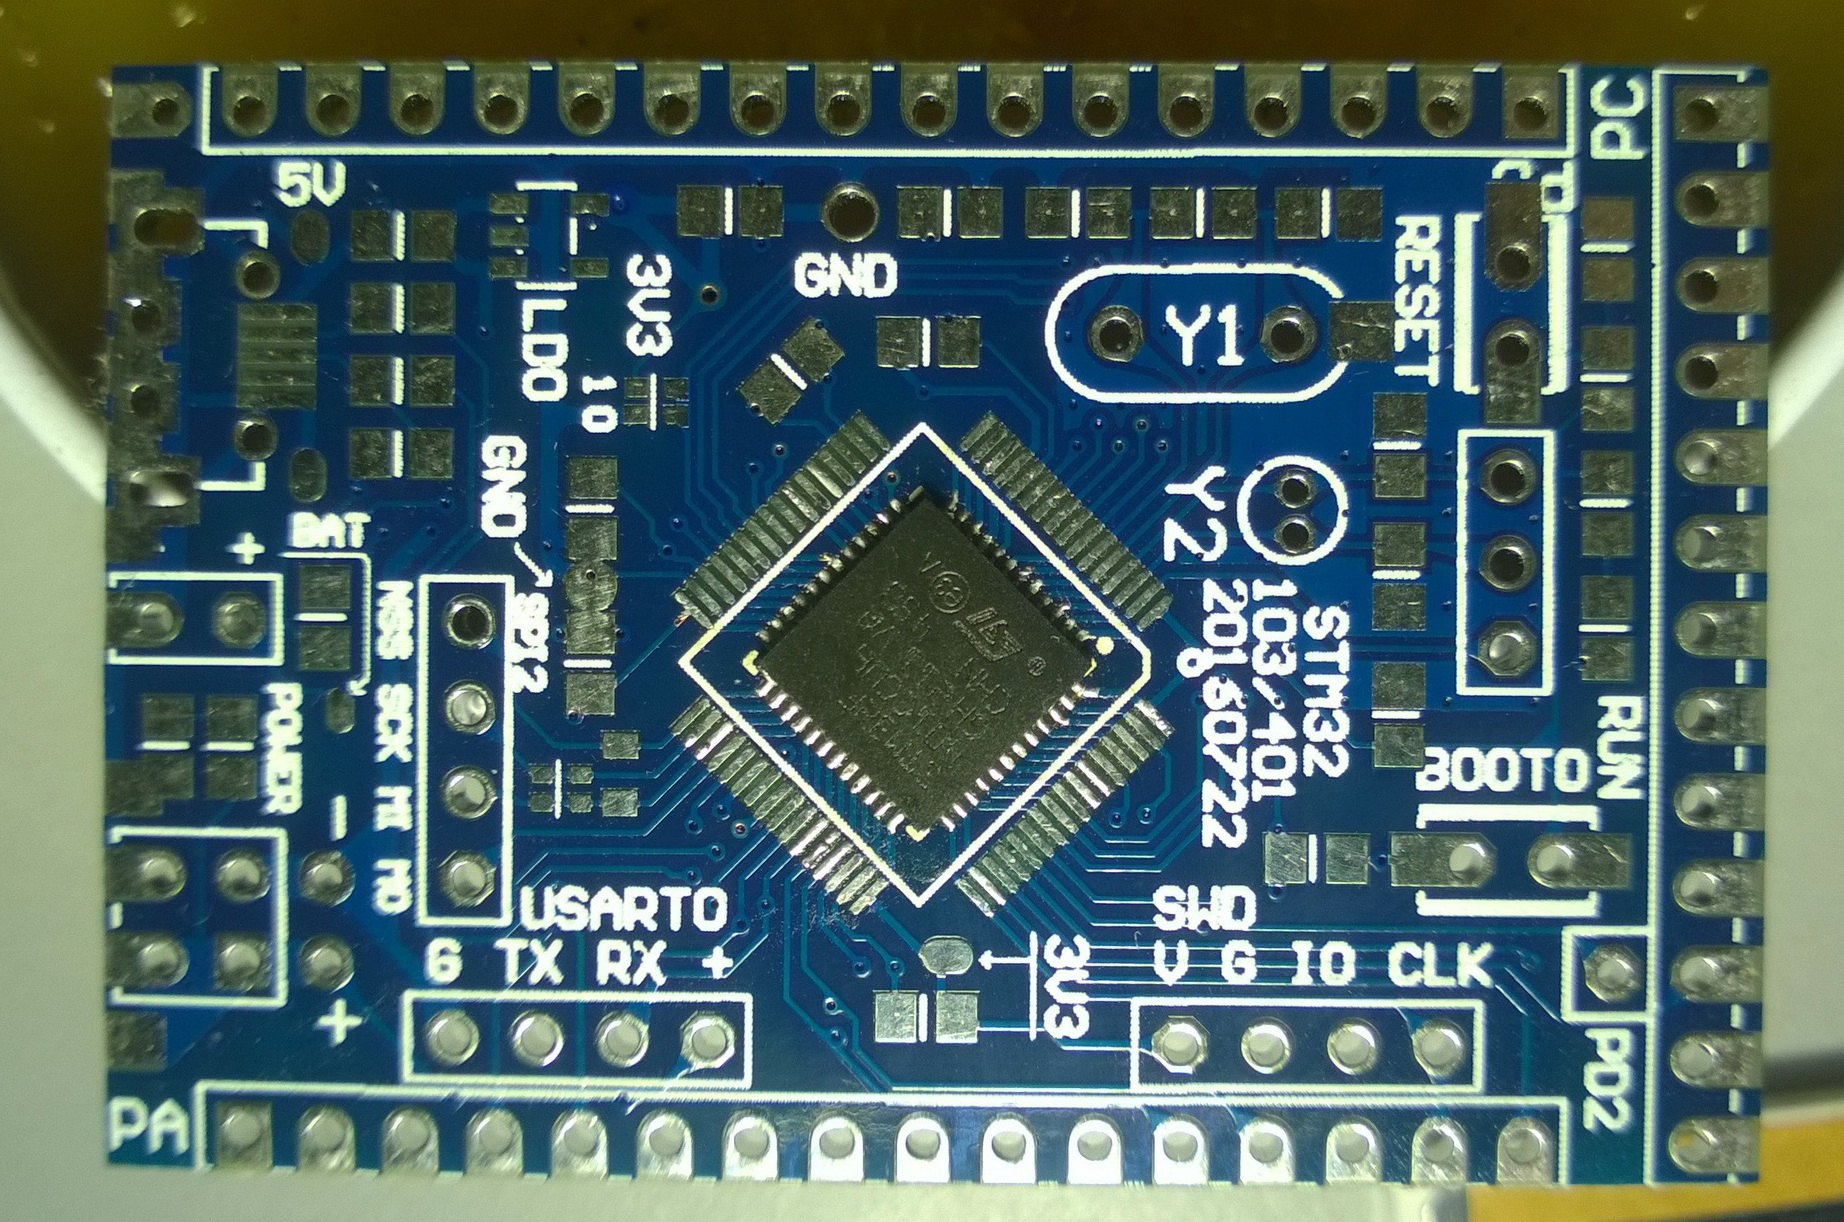 PC
5V
GND
3V3
LDO
10
Y1
RESET
GND
BAT
+
Y2
STM32
103/401
20160722
SPI2
NSS SCK MI MO
POWER
-
+
RUN
BOOT0
USART0
G TX RX +
SWD
V G IO CLK
3V3
PD2
PA